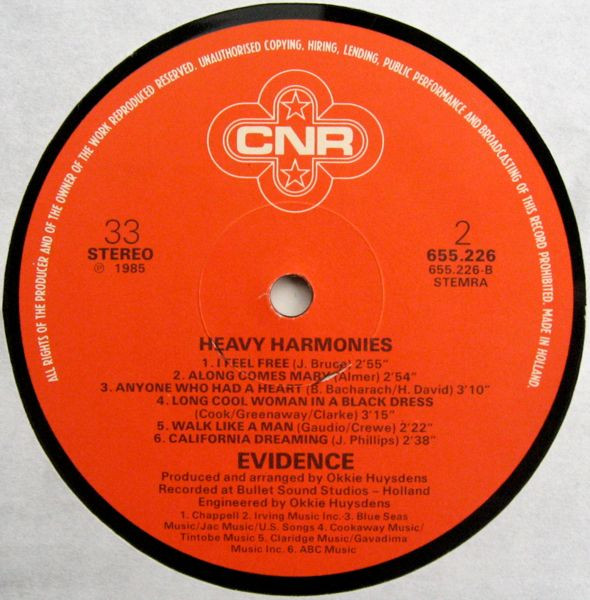 ALL RIGHTS OF THE PRODUCER AND OF THE OWNER OF THE WORK REPRODUCED RESERVED. UNAUTHORISED COPYING, HIRING, LENDING, PUBLIC PERFORMANCE AND BROADCASTING OF THIS RECORD PROHIBITED. MADE IN HOLLAND.
CNR
33
STEREO
℗ 1985
2
655.226
655.226-B
STEMRA
HEAVY HARMONIES
1. I FEEL FREE (J. Bruce) 2'55"
2. ALONG COMES MARY (Almer) 2'54"
3. ANYONE WHO HAD A HEART (B. Bacharach/H. David) 3'10"
4. LONG COOL WOMAN IN A BLACK DRESS
(Cook/Greenaway/Clarke) 3'15"
5. WALK LIKE A MAN (Gaudio/Crewe) 2'22"
6. CALIFORNIA DREAMING (J. Phillips) 2'38"
EVIDENCE
Produced and arranged by Okkie Huysdens
Recorded at Bullet Sound Studios – Holland
Engineered by Okkie Huysdens
1. Chappell 2. Irving Music Inc. 3. Blue Seas
Music/Jac Music/U.S. Songs 4. Cookaway Music/
Tintobe Music 5. Claridge Music/Gavadima
Music Inc. 6. ABC Music